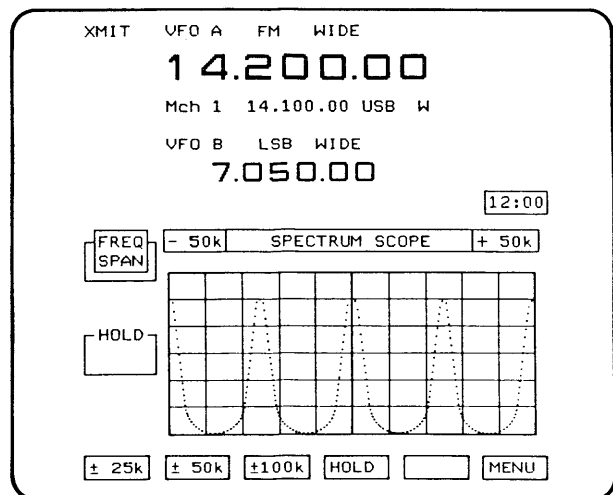 XMIT VFO A FM WIDE
14.200.00
Mch 1 14.100.00 USB W
VFO B LSB WIDE
7.050.00
12:00
FREQ SPAN
- 50k SPECTRUM SCOPE + 50k
HOLD
± 25k ± 50k ±100k HOLD MENU